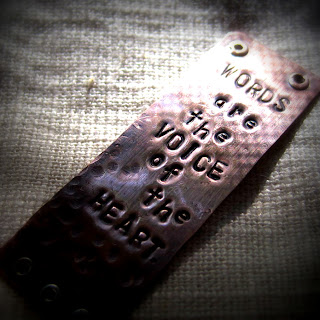 WORDS
are
the
VOICE
of
the
HEART